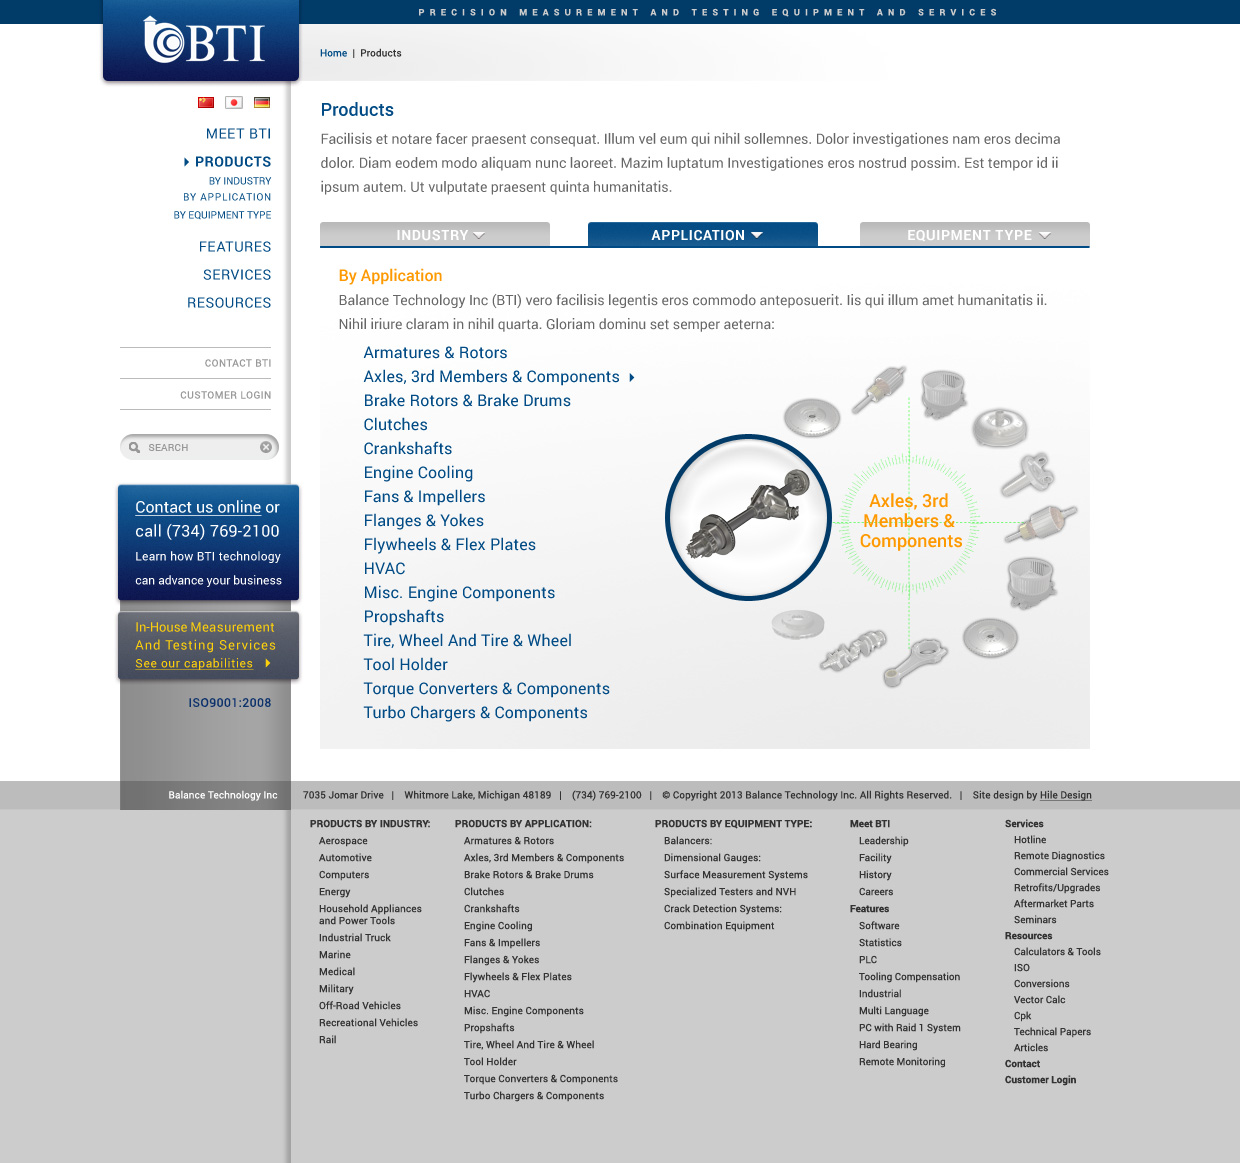 PRECISION MEASUREMENT AND TESTING EQUIPMENT AND SERVICES
BTI
Home | Products
MEET BTI
PRODUCTS
BY INDUSTRY
BY APPLICATION
BY EQUIPMENT TYPE
FEATURES
SERVICES
RESOURCES
CONTACT BTI
CUSTOMER LOGIN
SEARCH
Contact us online or
call (734) 769-2100
Learn how BTI technology
can advance your business
In-House Measurement
And Testing Services
See our capabilities
ISO9001:2008
Products
Facilisis et notare facer praesent consequat. Illum vel eum qui nihil sollemnes. Dolor investigationes nam eros decima
dolor. Diam eodem modo aliquam nunc laoreet. Mazim luptatum Investigationes eros nostrud possim. Est tempor id ii
ipsum autem. Ut vulputate praesent quinta humanitatis.
INDUSTRY
APPLICATION
EQUIPMENT TYPE
By Application
Balance Technology Inc (BTI) vero facilisis legentis eros commodo anteposuerit. Iis qui illum amet humanitatis ii.
Nihil iriure claram in nihil quarta. Gloriam dominu set semper aeterna:
Armatures & Rotors
Axles, 3rd Members & Components
Brake Rotors & Brake Drums
Clutches
Crankshafts
Engine Cooling
Fans & Impellers
Flanges & Yokes
Flywheels & Flex Plates
HVAC
Misc. Engine Components
Propshafts
Tire, Wheel And Tire & Wheel
Tool Holder
Torque Converters & Components
Turbo Chargers & Components
Axles, 3rd
Members &
Components
Balance Technology Inc
7035 Jomar Drive | Whitmore Lake, Michigan 48189 | (734) 769-2100 | © Copyright 2013 Balance Technology Inc. All Rights Reserved. | Site design by Hile Design
PRODUCTS BY INDUSTRY:
Aerospace
Automotive
Computers
Energy
Household Appliances
and Power Tools
Industrial Truck
Marine
Medical
Military
Off-Road Vehicles
Recreational Vehicles
Rail
PRODUCTS BY APPLICATION:
Armatures & Rotors
Axles, 3rd Members & Components
Brake Rotors & Brake Drums
Clutches
Crankshafts
Engine Cooling
Fans & Impellers
Flanges & Yokes
Flywheels & Flex Plates
HVAC
Misc. Engine Components
Propshafts
Tire, Wheel And Tire & Wheel
Tool Holder
Torque Converters & Components
Turbo Chargers & Components
PRODUCTS BY EQUIPMENT TYPE:
Balancers:
Dimensional Gauges:
Surface Measurement Systems
Specialized Testers and NVH
Crack Detection Systems:
Combination Equipment
Meet BTI
Leadership
Facility
History
Careers
Features
Software
Statistics
PLC
Tooling Compensation
Industrial
Multi Language
PC with Raid 1 System
Hard Bearing
Remote Monitoring
Services
Hotline
Remote Diagnostics
Commercial Services
Retrofits/Upgrades
Aftermarket Parts
Seminars
Resources
Calculators & Tools
ISO
Conversions
Vector Calc
Cpk
Technical Papers
Articles
Contact
Customer Login